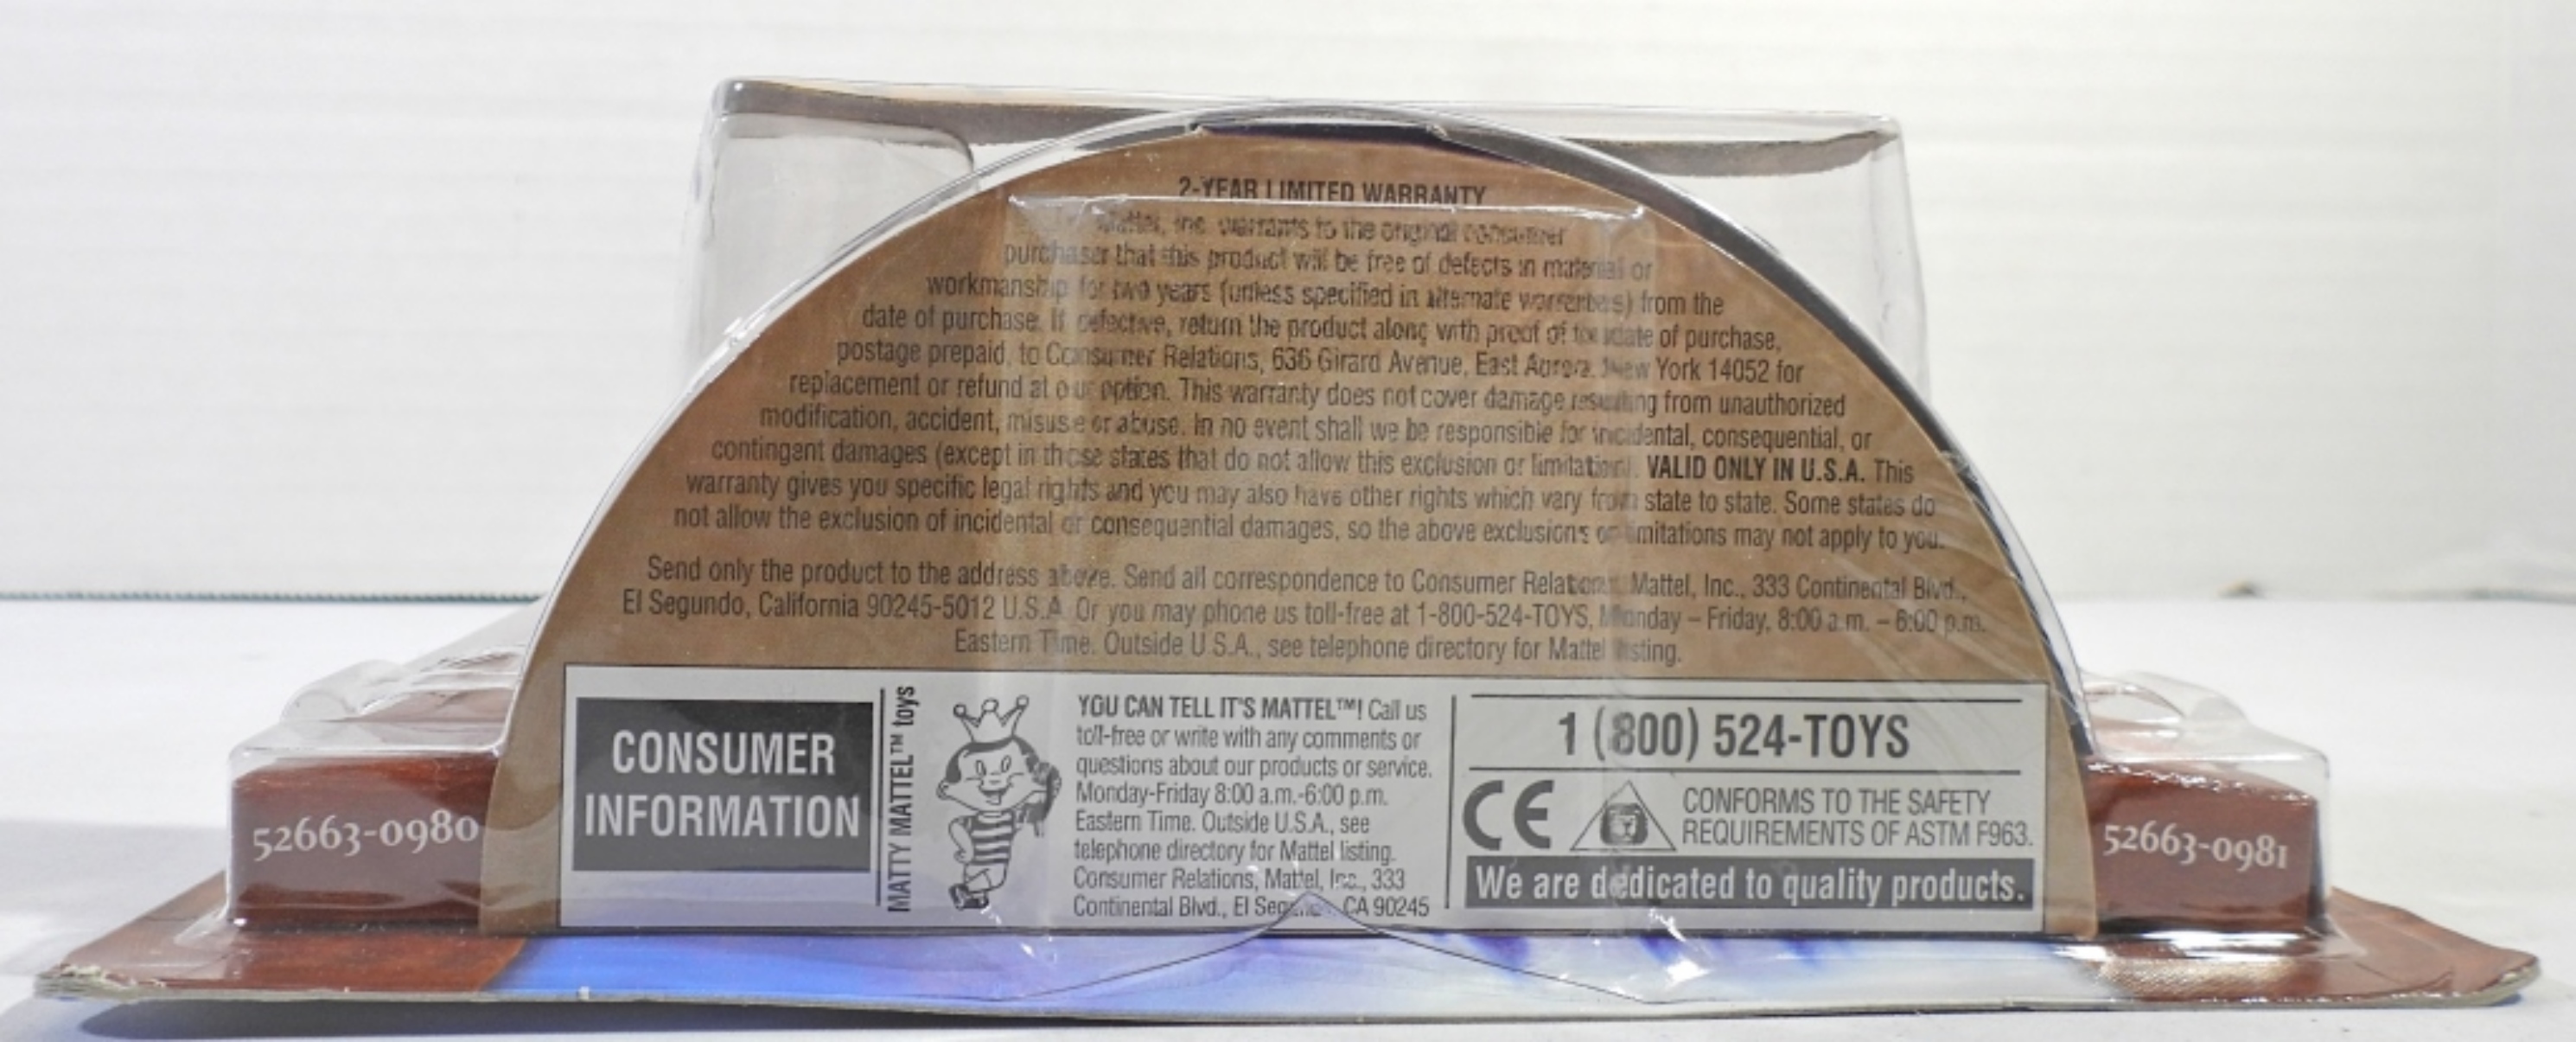 2-YEAR LIMITED WARRANTY
Mattel, Inc. warrants to the original consumer
purchaser that this product will be free of defects in material or
workmanship for two years (unless specified in alternate warranties) from the
date of purchase. If defective, return the product along with proof of the date of purchase,
postage prepaid, to Consumer Relations, 636 Girard Avenue, East Aurora, New York 14052 for
replacement or refund at our option. This warranty does not cover damage resulting from unauthorized
modification, accident, misuse or abuse. In no event shall we be responsible for incidental, consequential, or
contingent damages (except in those states that do not allow this exclusion or limitation). VALID ONLY IN U.S.A. This
warranty gives you specific legal rights and you may also have other rights which vary from state to state. Some states do
not allow the exclusion of incidental or consequential damages, so the above exclusions or limitations may not apply to you.
Send only the product to the address above. Send all correspondence to Consumer Relations, Mattel, Inc., 333 Continental Blvd.,
El Segundo, California 90245-5012 U.S.A. Or you may phone us toll-free at 1-800-524-TOYS, Monday – Friday, 8:00 a.m. – 6:00 p.m.
Eastern Time. Outside U.S.A., see telephone directory for Mattel listing.
52663-0980
CONSUMER
INFORMATION
MATTY MATTEL™ toys
YOU CAN TELL IT'S MATTEL™! Call us
toll-free or write with any comments or
questions about our products or service.
Monday-Friday 8:00 a.m.-6:00 p.m.
Eastern Time. Outside U.S.A., see
telephone directory for Mattel listing.
Consumer Relations, Mattel, Inc., 333
Continental Blvd., El Segundo, CA 90245
1 (800) 524-TOYS
CE
CONFORMS TO THE SAFETY
REQUIREMENTS OF ASTM F963.
We are dedicated to quality products.
52663-0981